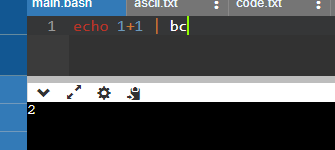 main.bash ascii.txt code.txt
1 echo 1+1 | bc
2